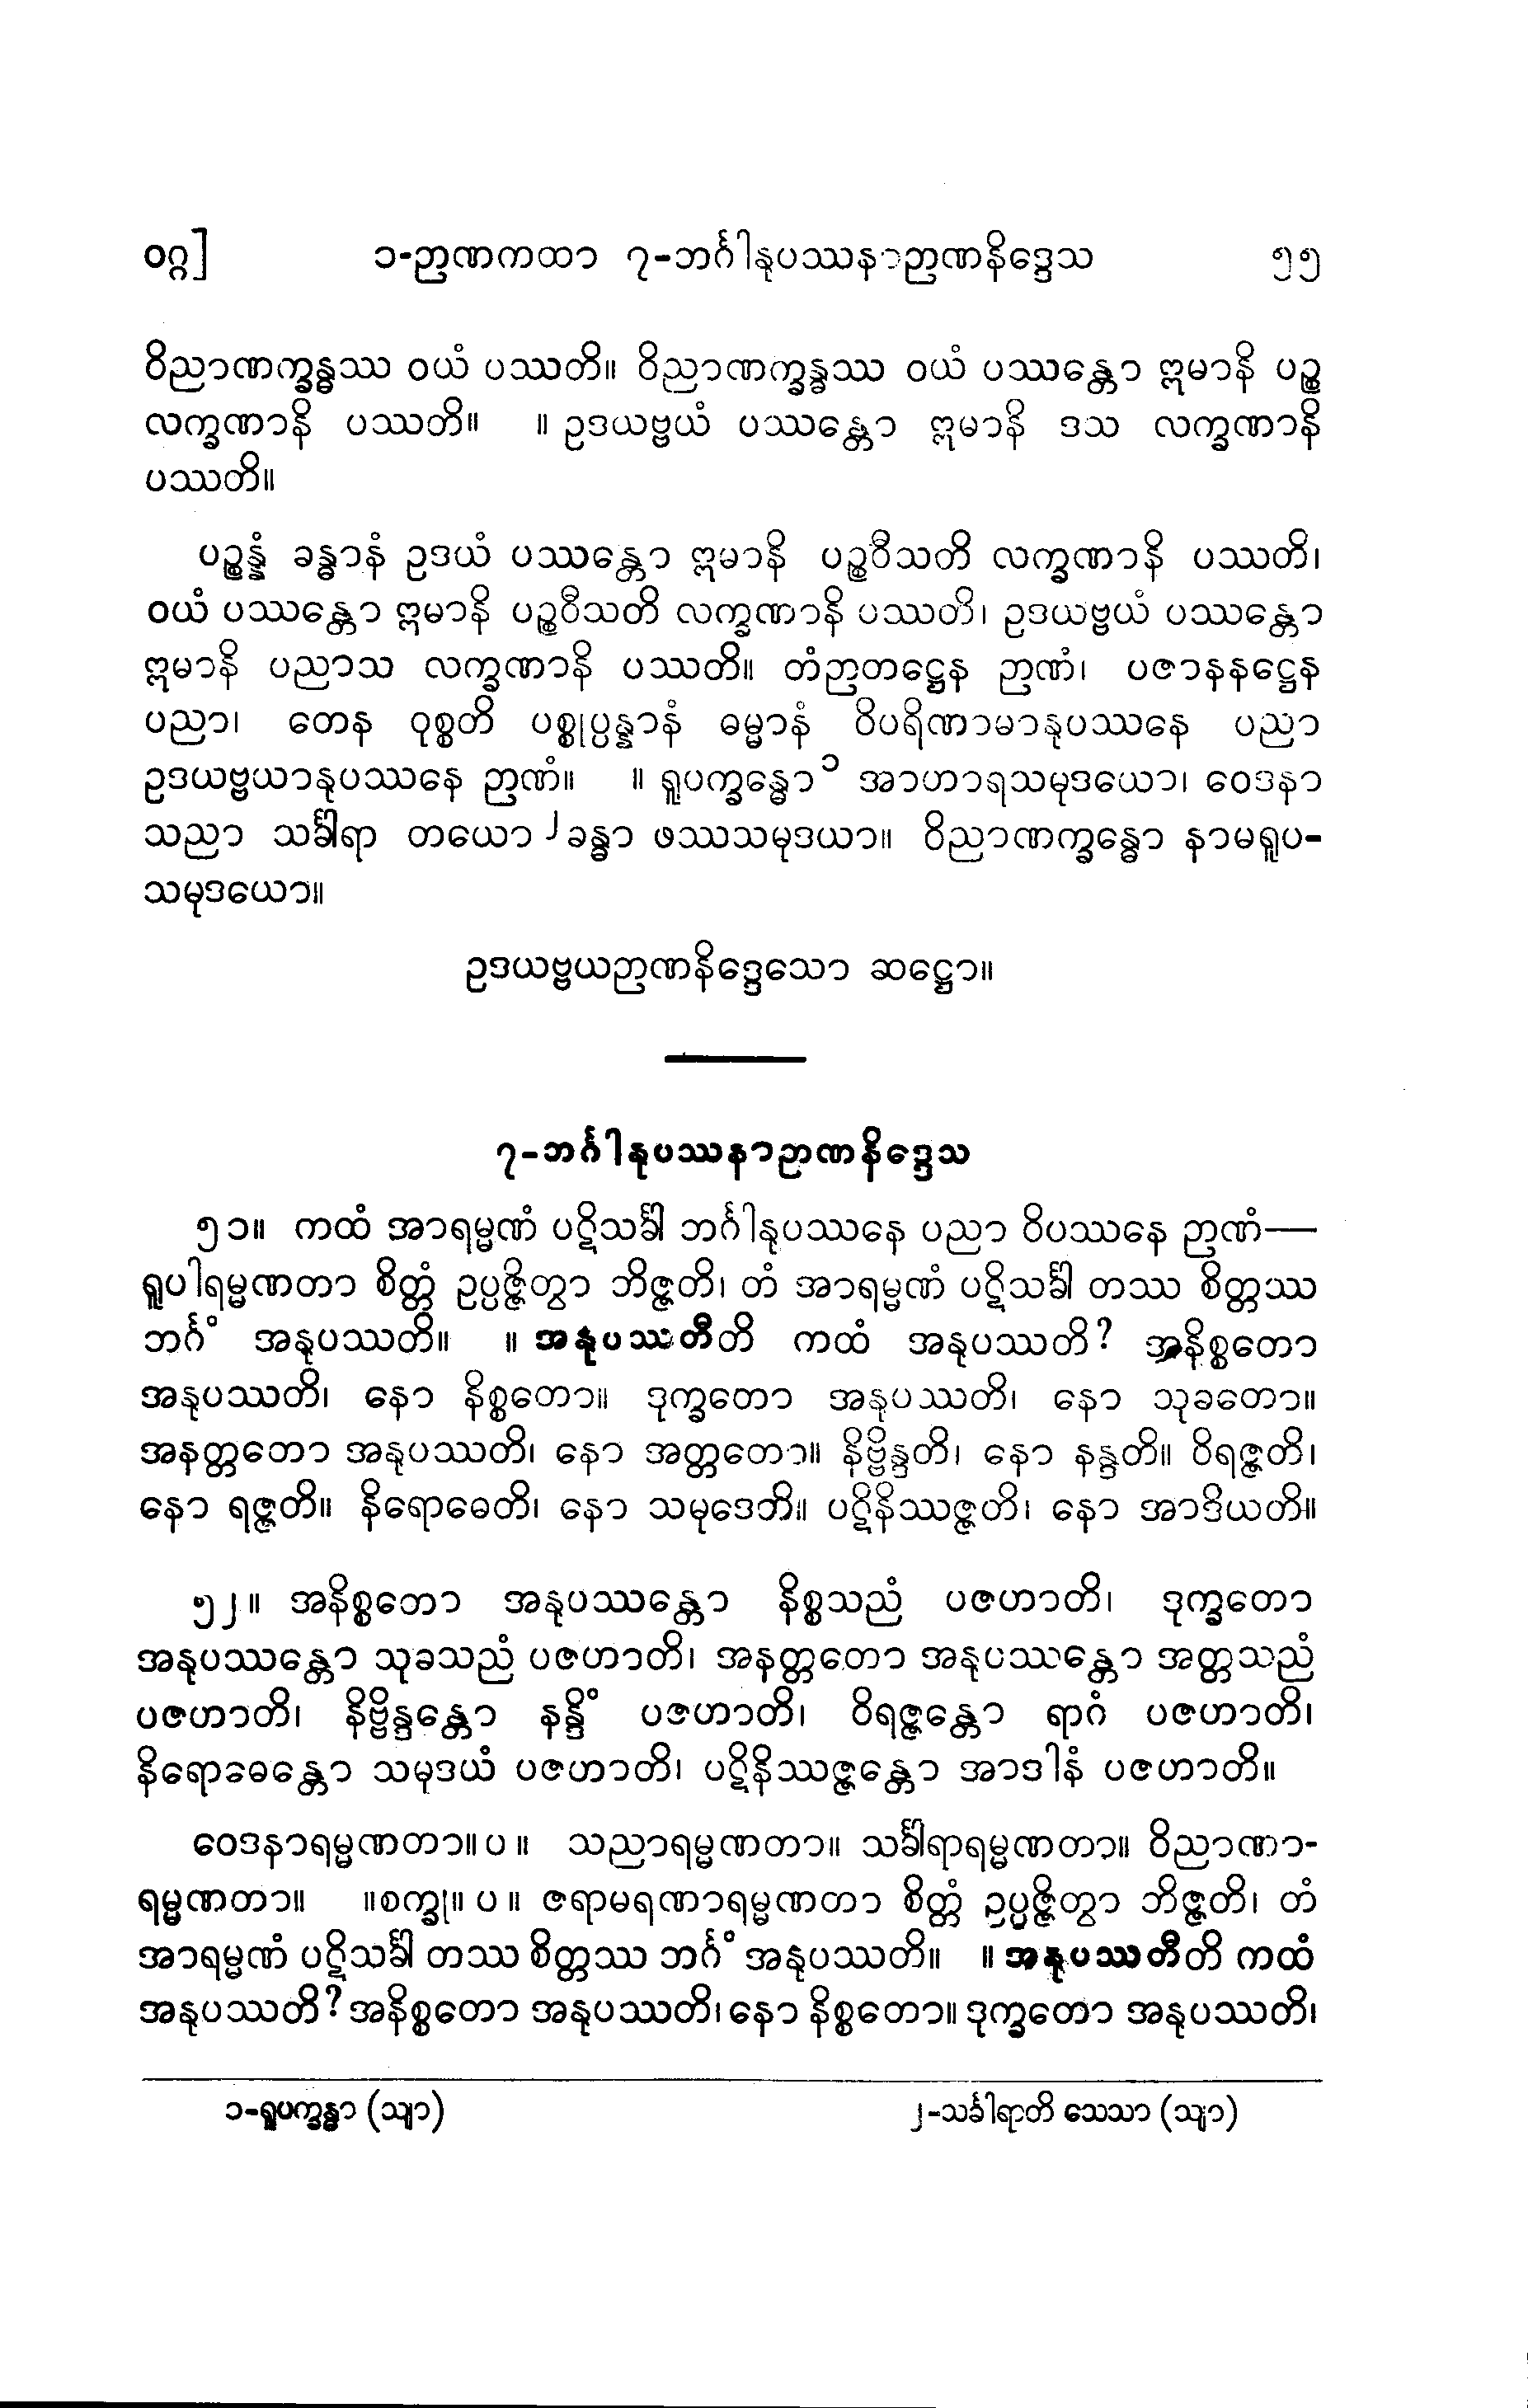 ဝဂ္ဂ]	၁-ဉာဏကထာ ၇-ဘင်္ဂါနုပဿနာဉာဏနိဒ္ဒေသ	၅၅
ဝိညာဏက္ခန္ဓဿ ဝယံ ပဿတိ။ ဝိညာဏက္ခန္ဓဿ ဝယံ ပဿန္တော ဣမာနိ ပဉ္စ
လက္ခဏာနိ ပဿတိ။ ။ ဥဒယဗ္ဗယံ ပဿန္တော ဣမာနိ ဒသ လက္ခဏာနိ
ပဿတိ။
ပဉ္စန္နံ ခန္ဓာနံ ဥဒယံ ပဿန္တော ဣမာနိ ပဉ္စဝီသတိ လက္ခဏာနိ ပဿတိ၊
ဝယံ ပဿန္တော ဣမာနိ ပဉ္စဝီသတိ လက္ခဏာနိ ပဿတိ၊ ဥဒယဗ္ဗယံ ပဿန္တော
ဣမာနိ ပညာသ လက္ခဏာနိ ပဿတိ။ တံဉာတဋ္ဌေန ဉာဏံ၊ ပဇာနနဋ္ဌေန
ပညာ၊ တေန ဝုစ္စတိ ပစ္စုပ္ပန္နာနံ ဓမ္မာနံ ဝိပရိဏာမာနုပဿနေ ပညာ
ဥဒယဗ္ဗယာနုပဿနေ ဉာဏံ။ ။ ရူပက္ခန္ဓော ၁ အာဟာရသမုဒယော၊ ဝေဒနာ
သညာ သင်္ခါရာ တယော ၂ ခန္ဓာ ဖဿသမုဒယာ။ ဝိညာဏက္ခန္ဓော နာမရူပ-
သမုဒယော။
ဥဒယဗ္ဗယဉာဏနိဒ္ဒေသော ဆဋ္ဌော။
၇-ဘင်္ဂါနုပဿနာဉာဏနိဒ္ဒေသ
၅၁။ ကထံ အာရမ္မဏံ ပဋိသင်္ခါ ဘင်္ဂါနုပဿနေ ပညာ ဝိပဿနေ ဉာဏံ—
ရူပါရမ္မဏတာ စိတ္တံ ဥပ္ပဇ္ဇိတွာ ဘိဇ္ဇတိ၊ တံ အာရမ္မဏံ ပဋိသင်္ခါ တဿ စိတ္တဿ
ဘင်္ဂံ အနုပဿတိ။ ။ အနုပဿတီတိ ကထံ အနုပဿတိ? အနိစ္စတော
အနုပဿတိ၊ နော နိစ္စတော။ ဒုက္ခတော အနုပဿတိ၊ နော သုခတော။
အနတ္တတော အနုပဿတိ၊ နော အတ္တတော။ နိဗ္ဗိန္ဒတိ၊ နော နန္ဒတိ။ ဝိရဇ္ဇတိ၊
နော ရဇ္ဇတိ။ နိရောဓေတိ၊ နော သမုဒေတိ။ ပဋိနိဿဇ္ဇတိ၊ နော အာဒိယတိ။
၅၂။ အနိစ္စတော အနုပဿန္တော နိစ္စသညံ ပဇဟာတိ၊ ဒုက္ခတော
အနုပဿန္တော သုခသညံ ပဇဟာတိ၊ အနတ္တတော အနုပဿန္တော အတ္တသညံ
ပဇဟာတိ၊ နိဗ္ဗိန္ဒန္တော နန္ဒိံ ပဇဟာတိ၊ ဝိရဇ္ဇန္တော ရာဂံ ပဇဟာတိ၊
နိရောဓေန္တော သမုဒယံ ပဇဟာတိ၊ ပဋိနိဿဇ္ဇန္တော အာဒါနံ ပဇဟာတိ။
ဝေဒနာရမ္မဏတာ။ပ။ သညာရမ္မဏတာ။ သင်္ခါရာရမ္မဏတာ။ ဝိညာဏာ-
ရမ္မဏတာ။ ။စက္ခု။ ပ ။ ဇရာမရဏာရမ္မဏတာ စိတ္တံ ဥပ္ပဇ္ဇိတွာ ဘိဇ္ဇတိ၊ တံ
အာရမ္မဏံ ပဋိသင်္ခါ တဿ စိတ္တဿ ဘင်္ဂံ အနုပဿတိ။ ။ အနုပဿတီတိ ကထံ
အနုပဿတိ? အနိစ္စတော အနုပဿတိ၊ နော နိစ္စတော။ ဒုက္ခတော အနုပဿတိ၊
၁-ရူပက္ခန္ဓာ (သျာ)	၂-သင်္ခါရာတိ သေသာ (သျာ)